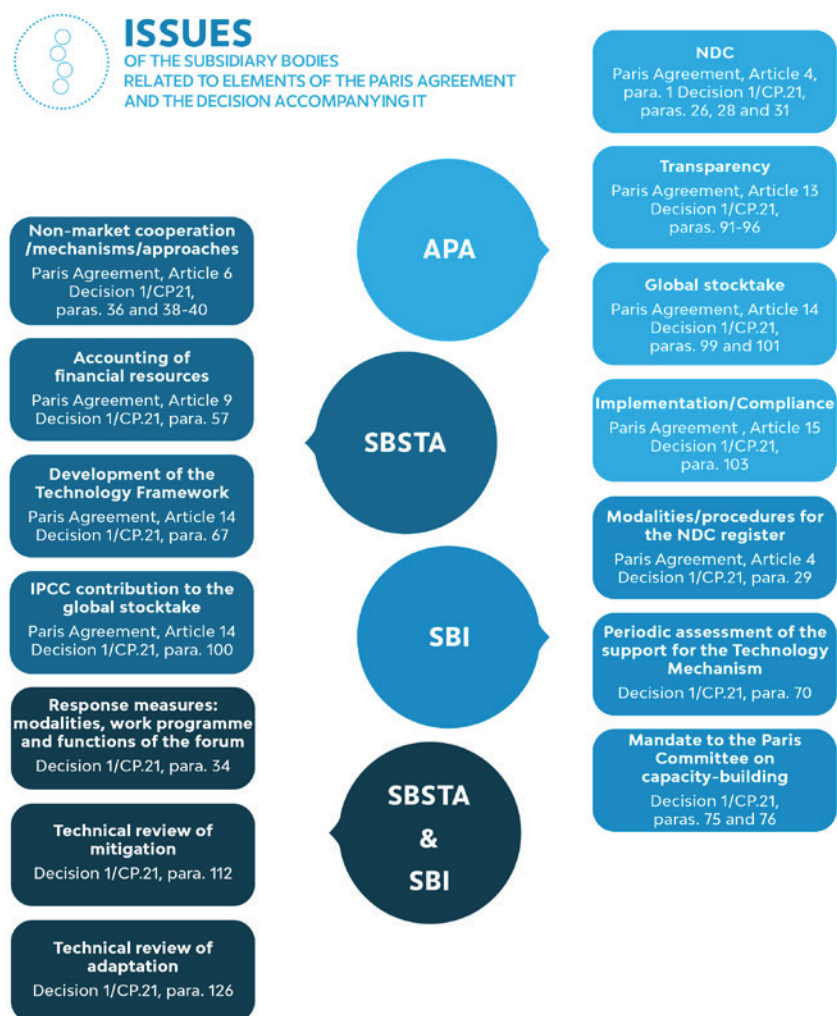 ISSUES
OF THE SUBSIDIARY BODIES
RELATED TO ELEMENTS OF THE PARIS AGREEMENT
AND THE DECISION ACCOMPANYING IT
NDC
Paris Agreement, Article 4,
para. 1 Decision 1/CP.21,
paras. 26, 28 and 31
Transparency
Paris Agreement, Article 13
Decision 1/CP.21,
paras. 91-96
Global stocktake
Paris Agreement, Article 14
Decision 1/CP.21,
paras. 99 and 101
Implementation/Compliance
Paris Agreement , Article 15
Decision 1/CP.21,
para. 103
APA
Non-market cooperation
/mechanisms/approaches
Paris Agreement, Article 6
Decision 1/CP21,
paras. 36 and 38-40
Accounting of
financial resources
Paris Agreement, Article 9
Decision 1/CP.21, para. 57
Development of the
Technology Framework
Paris Agreement, Article 14
Decision 1/CP.21, para. 67
IPCC contribution to the
global stocktake
Paris Agreement, Article 14
Decision 1/CP.21, para. 100
SBSTA
Modalities/procedures for
the NDC register
Paris Agreement, Article 4
Decision 1/CP.21, para. 29
Periodic assessment of the
support for the Technology
Mechanism
Decision 1/CP.21, para. 70
Mandate to the Paris
Committee on
capacity-building
Decision 1/CP.21,
paras. 75 and 76
SBI
Response measures:
modalities, work programme
and functions of the forum
Decision 1/CP.21, para. 34
Technical review of
mitigation
Decision 1/CP.21, para. 112
Technical review of
adaptation
Decision 1/CP.21, para. 126
SBSTA
&
SBI